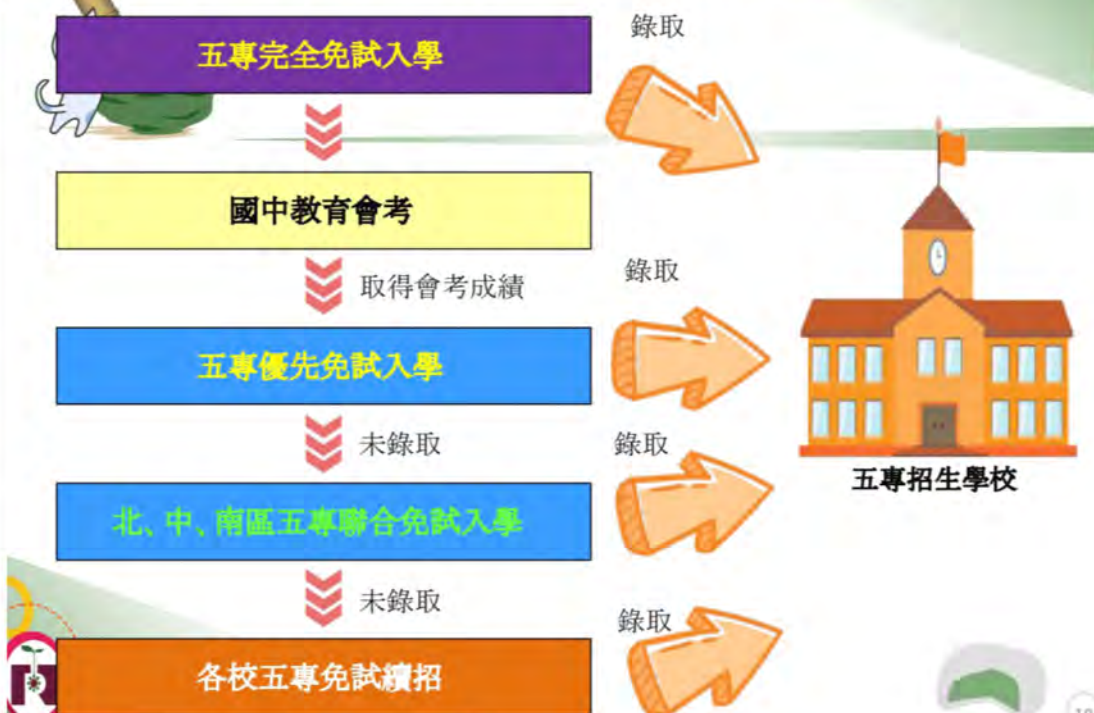 五專完全免試入學
錄取
國中教育會考
取得會考成績
錄取
五專優先免試入學
未錄取
錄取
五專招生學校
北、中、南區五專聯合免試入學
未錄取
錄取
各校五專免試續招